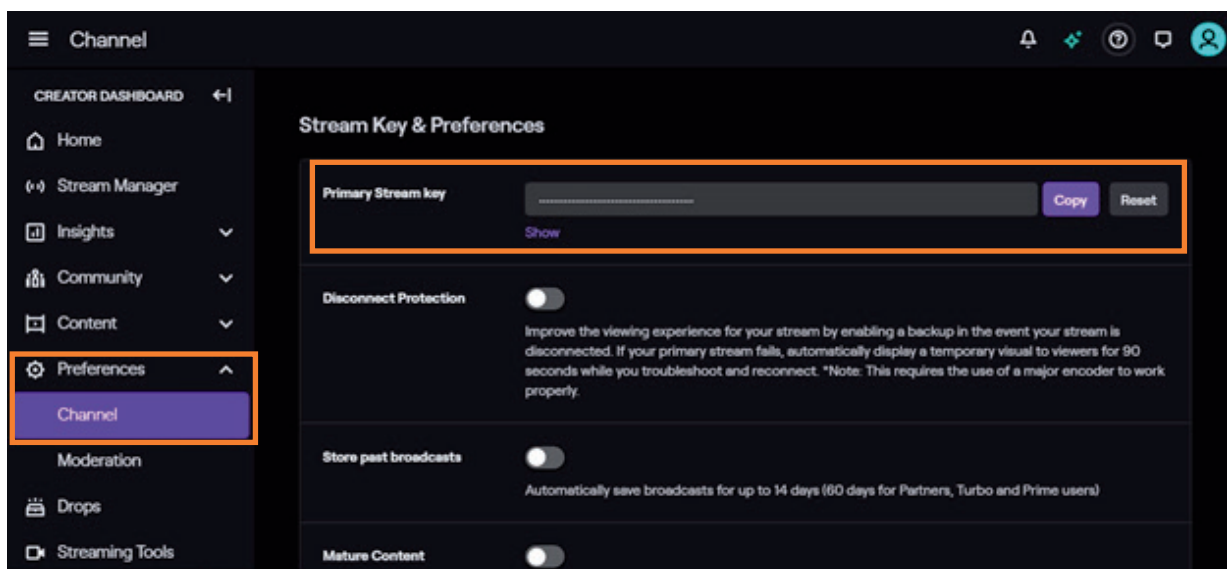 Channel
CREATOR DASHBOARD
Home
Stream Manager
Insights
Community
Content
Preferences
Channel
Moderation
Drops
Streaming Tools
Stream Key & Preferences
Primary Stream key
Copy
Reset
Show
Disconnect Protection
Improve the viewing experience for your stream by enabling a backup in the event your stream is
disconnected. If your primary stream fails, automatically display a temporary visual to viewers for 90
seconds while you troubleshoot and reconnect. *Note: This requires the use of a major encoder to work
properly.
Store past broadcasts
Automatically save broadcasts for up to 14 days (60 days for Partners, Turbo and Prime users)
Mature Content